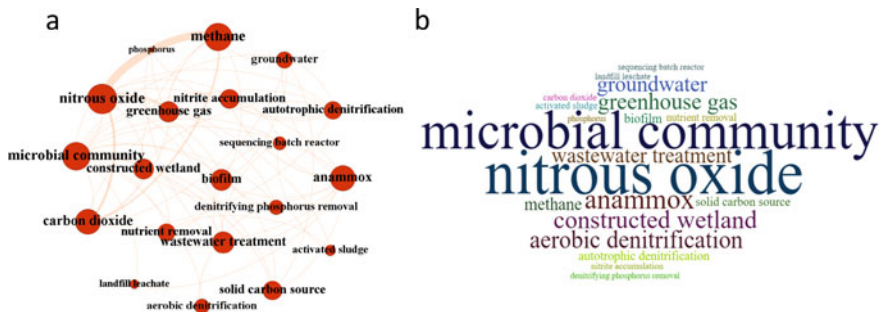 a
methane
phosphorus
groundwater
nitrous oxide
nitrite accumulation
greenhouse gas
autotrophic denitrification
sequencing batch reactor
microbial community
constructed wetland
biofilm
anammox
denitrifying phosphorus removal
carbon dioxide
nutrient removal
wastewater treatment
activated sludge
landfill leachate
solid carbon source
aerobic denitrification
b
sequencing batch reactor
landfill leachate
groundwater
carbon dioxide
greenhouse gas
activated sludge
phosphorus
biofilm
nutrient removal
microbial community
wastewater treatment
nitrous oxide
methane
anammox
solid carbon source
constructed wetland
aerobic denitrification
autotrophic denitrification
nitrite accumulation
denitrifying phosphorus removal